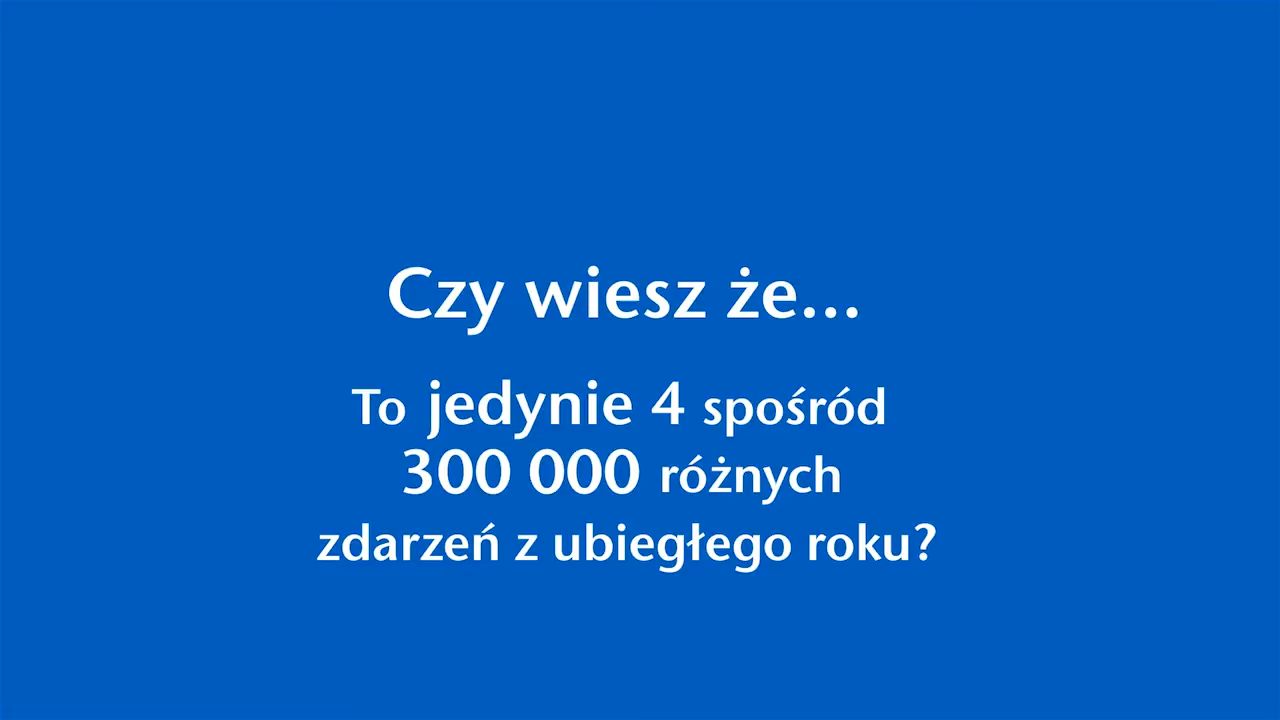 Czy wiesz że...
To jedynie 4 spośród
300 000 różnych
zdarzeń z ubiegłego roku?